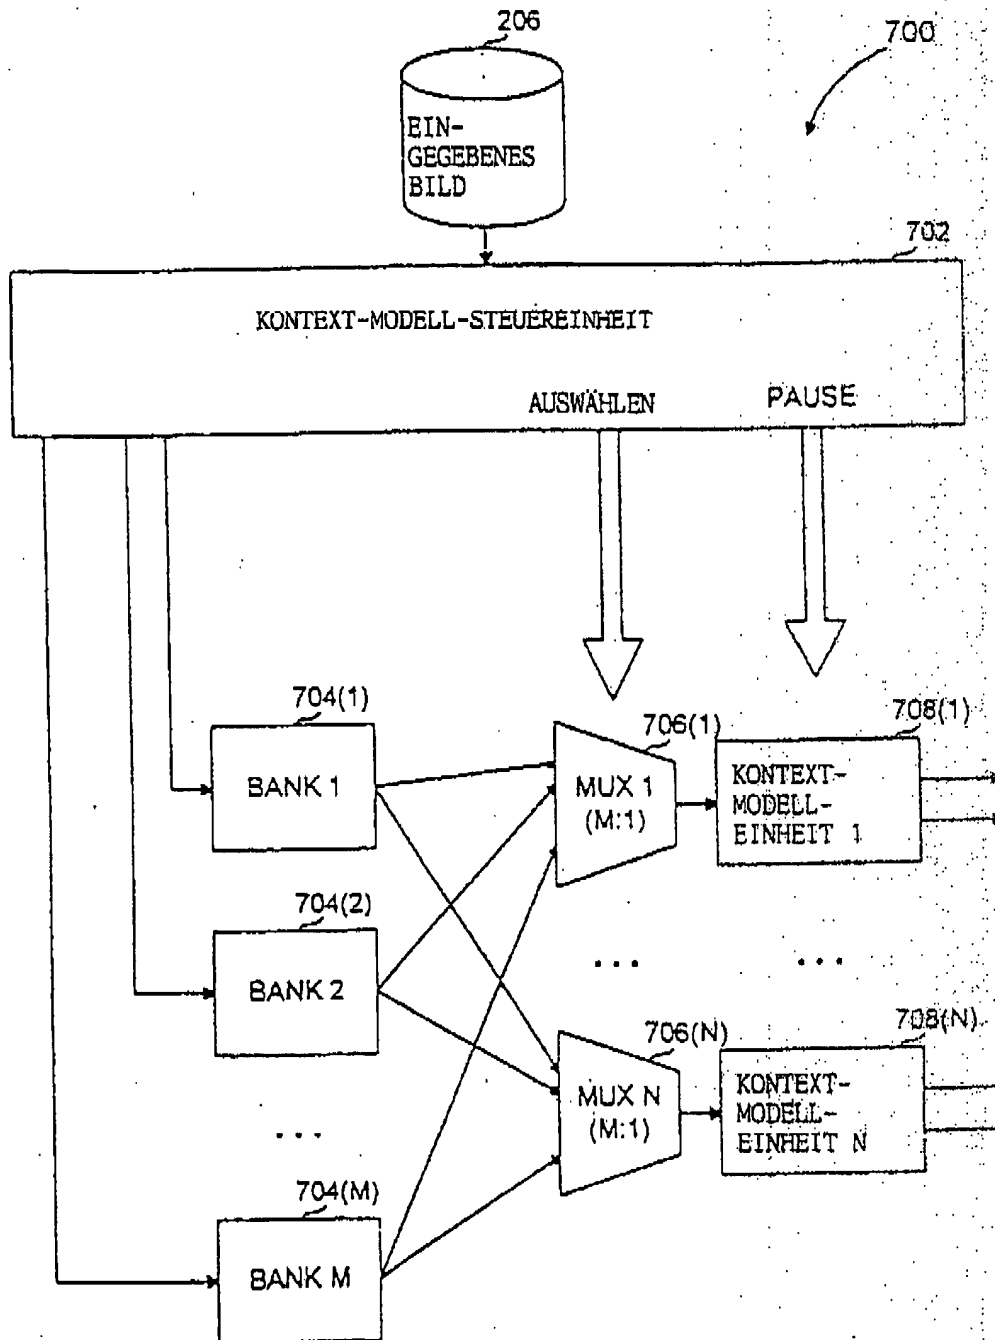 206
700
EIN-
GEGEBENES
BILD
702
KONTEXT-MODELL-STEUEREINHEIT
AUSWÄHLEN
PAUSE
704(1)
BANK 1
706(1)
MUX 1
(M:1)
708(1)
KONTEXT-
MODELL-
EINHEIT 1
704(2)
BANK 2
...
...
706(N)
MUX N
(M:1)
708(N)
KONTEXT-
MODELL-
EINHEIT N
...
704(M)
BANK M